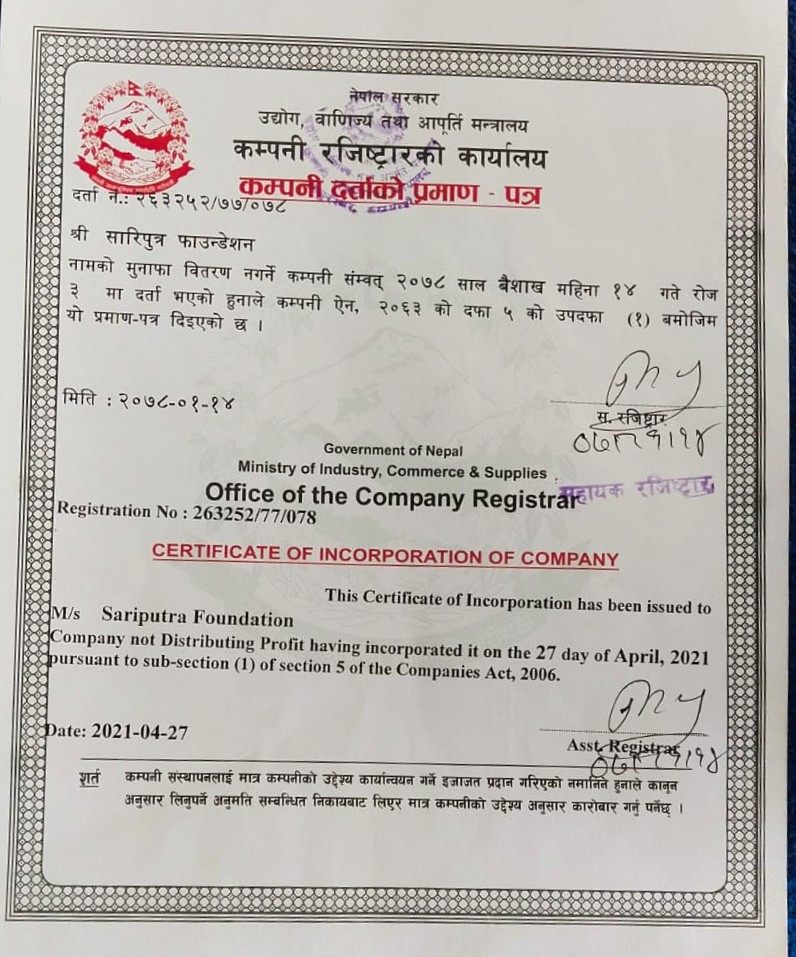 नेपाल सरकार
उद्योग, वाणिज्य तथा आपूर्ति मन्त्रालय
कम्पनी रजिष्ट्रारको कार्यालय
कम्पनी दर्ताको प्रमाण - पत्र
दर्ता नं.: २६३२५२/७७/०७८
श्री सारिपुत्र फाउन्डेशन
नामको मुनाफा वितरण नगर्ने कम्पनी संम्वत् २०७८ साल बैशाख महिना १४ गते रोज
३ मा दर्ता भएको हुनाले कम्पनी ऐन, २०६३ को दफा ५ को उपदफा (१) बमोजिम
यो प्रमाण-पत्र दिइएको छ ।
मिति : २०७८-०१-१४
स. रजिष्ट्रार
Government of Nepal
Ministry of Industry, Commerce & Supplies
Office of the Company Registrar
सहायक रजिष्ट्रार
Registration No : 263252/77/078
CERTIFICATE OF INCORPORATION OF COMPANY
This Certificate of Incorporation has been issued to
M/s Sariputra Foundation
Company not Distributing Profit having incorporated it on the 27 day of April, 2021
pursuant to sub-section (1) of section 5 of the Companies Act, 2006.
Date: 2021-04-27
Asst. Registrar
शर्त कम्पनी संस्थापनलाई मात्र कम्पनीको उद्देश्य कार्यान्वयन गर्ने इजाजत प्रदान गरिएको नमानिने हुनाले कानून
अनुसार लिनुपर्ने अनुमति सम्बन्धित निकायबाट लिएर मात्र कम्पनीको उद्देश्य अनुसार कारोबार गर्नु पर्नेछ ।